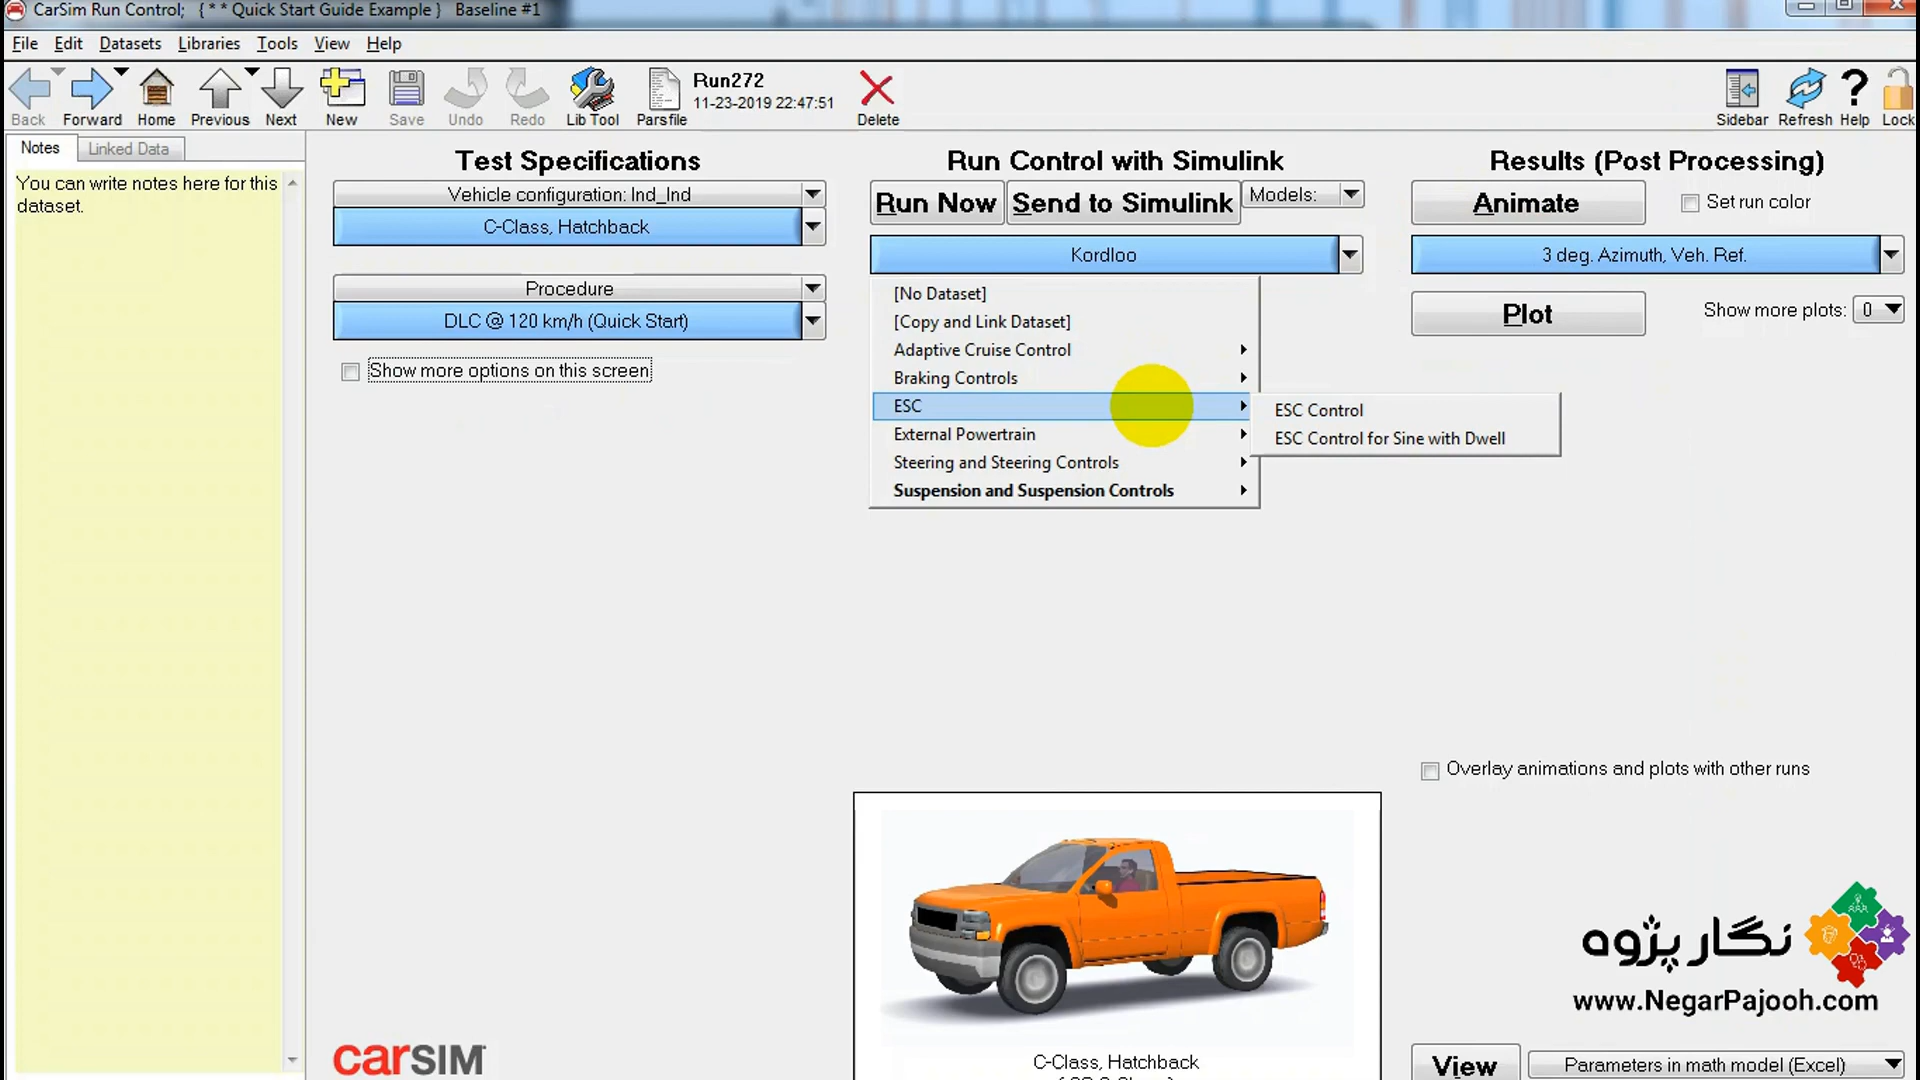 CarSim Run Control;   { * * Quick Start Guide Example }   Baseline #1
File Edit Datasets Libraries Tools View Help
Back Forward Home Previous Next New Save Undo Redo Lib Tool Parsfile
Run272
11-23-2019 22:47:51
Delete
Sidebar Refresh Help Lock
Notes Linked Data
You can write notes here for this
dataset.
Test Specifications
Vehicle configuration: Ind_Ind
C-Class, Hatchback
Procedure
DLC @ 120 km/h (Quick Start)
Show more options on this screen
Run Control with Simulink
Run Now Send to Simulink Models:
Kordloo
[No Dataset]
[Copy and Link Dataset]
Adaptive Cruise Control
Braking Controls
ESC
External Powertrain
Steering and Steering Controls
Suspension and Suspension Controls
ESC Control
ESC Control for Sine with Dwell
Results (Post Processing)
Animate Set run color
3 deg. Azimuth, Veh. Ref.
Plot Show more plots: 0
Overlay animations and plots with other runs
نگار پژوه
www.NegarPajooh.com
carSIM
C-Class, Hatchback
View Parameters in math model (Excel)